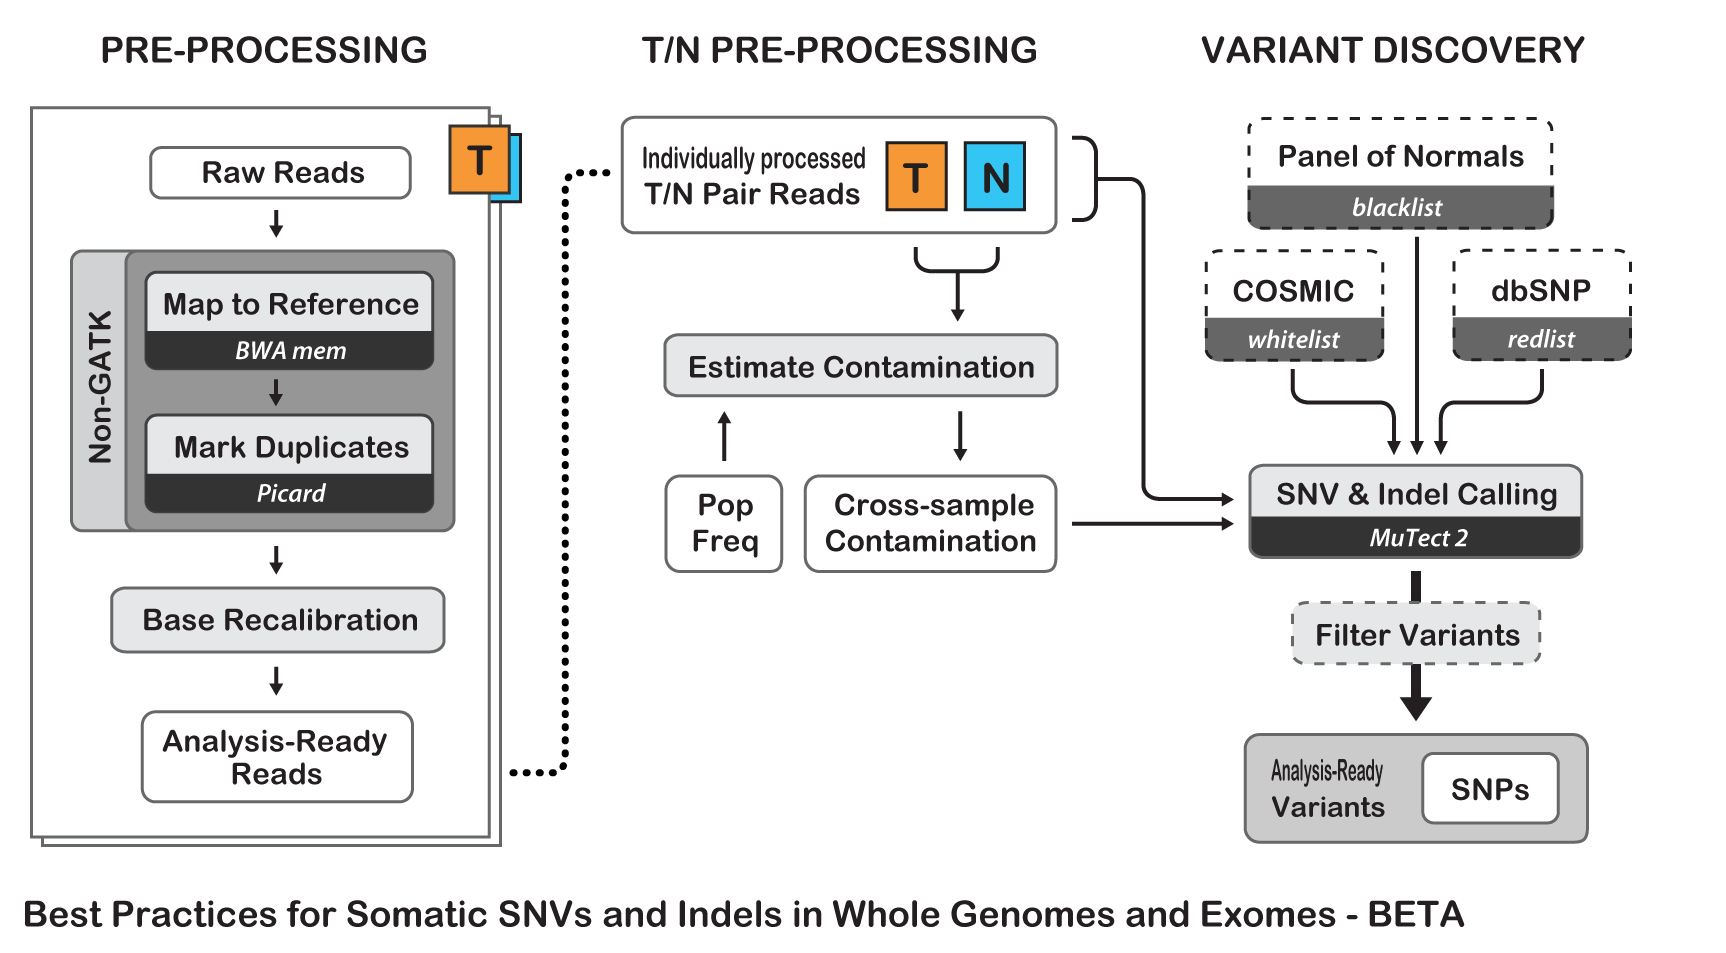 PRE-PROCESSING
T
Raw Reads
Non-GATK
Map to Reference
BWA mem
Mark Duplicates
Picard
Base Recalibration
Analysis-Ready
Reads
T/N PRE-PROCESSING
Individually processed
T/N Pair Reads
T
N
Estimate Contamination
Pop
Freq
Cross-sample
Contamination
VARIANT DISCOVERY
Panel of Normals
blacklist
COSMIC
whitelist
dbSNP
redlist
SNV & Indel Calling
MuTect 2
Filter Variants
Analysis-Ready
Variants
SNPs
Best Practices for Somatic SNVs and Indels in Whole Genomes and Exomes - BETA